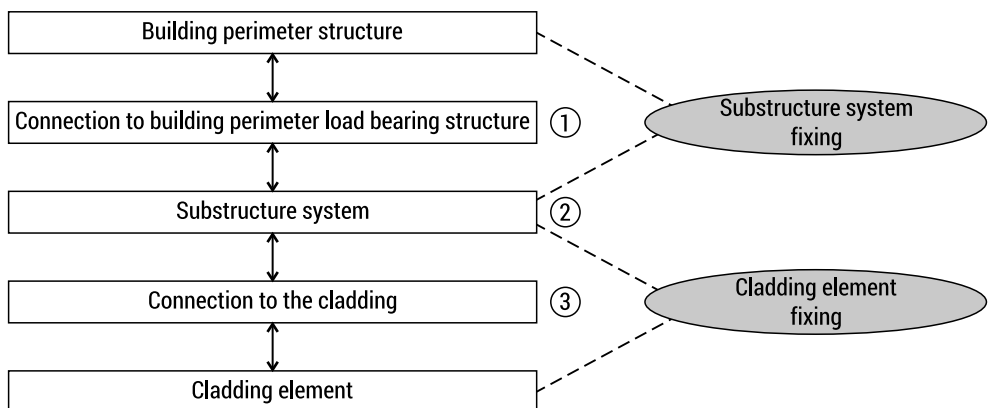 Building perimeter structure
Connection to building perimeter load bearing structure
①
Substructure system
fixing
Substructure system
②
Connection to the cladding
③
Cladding element
fixing
Cladding element